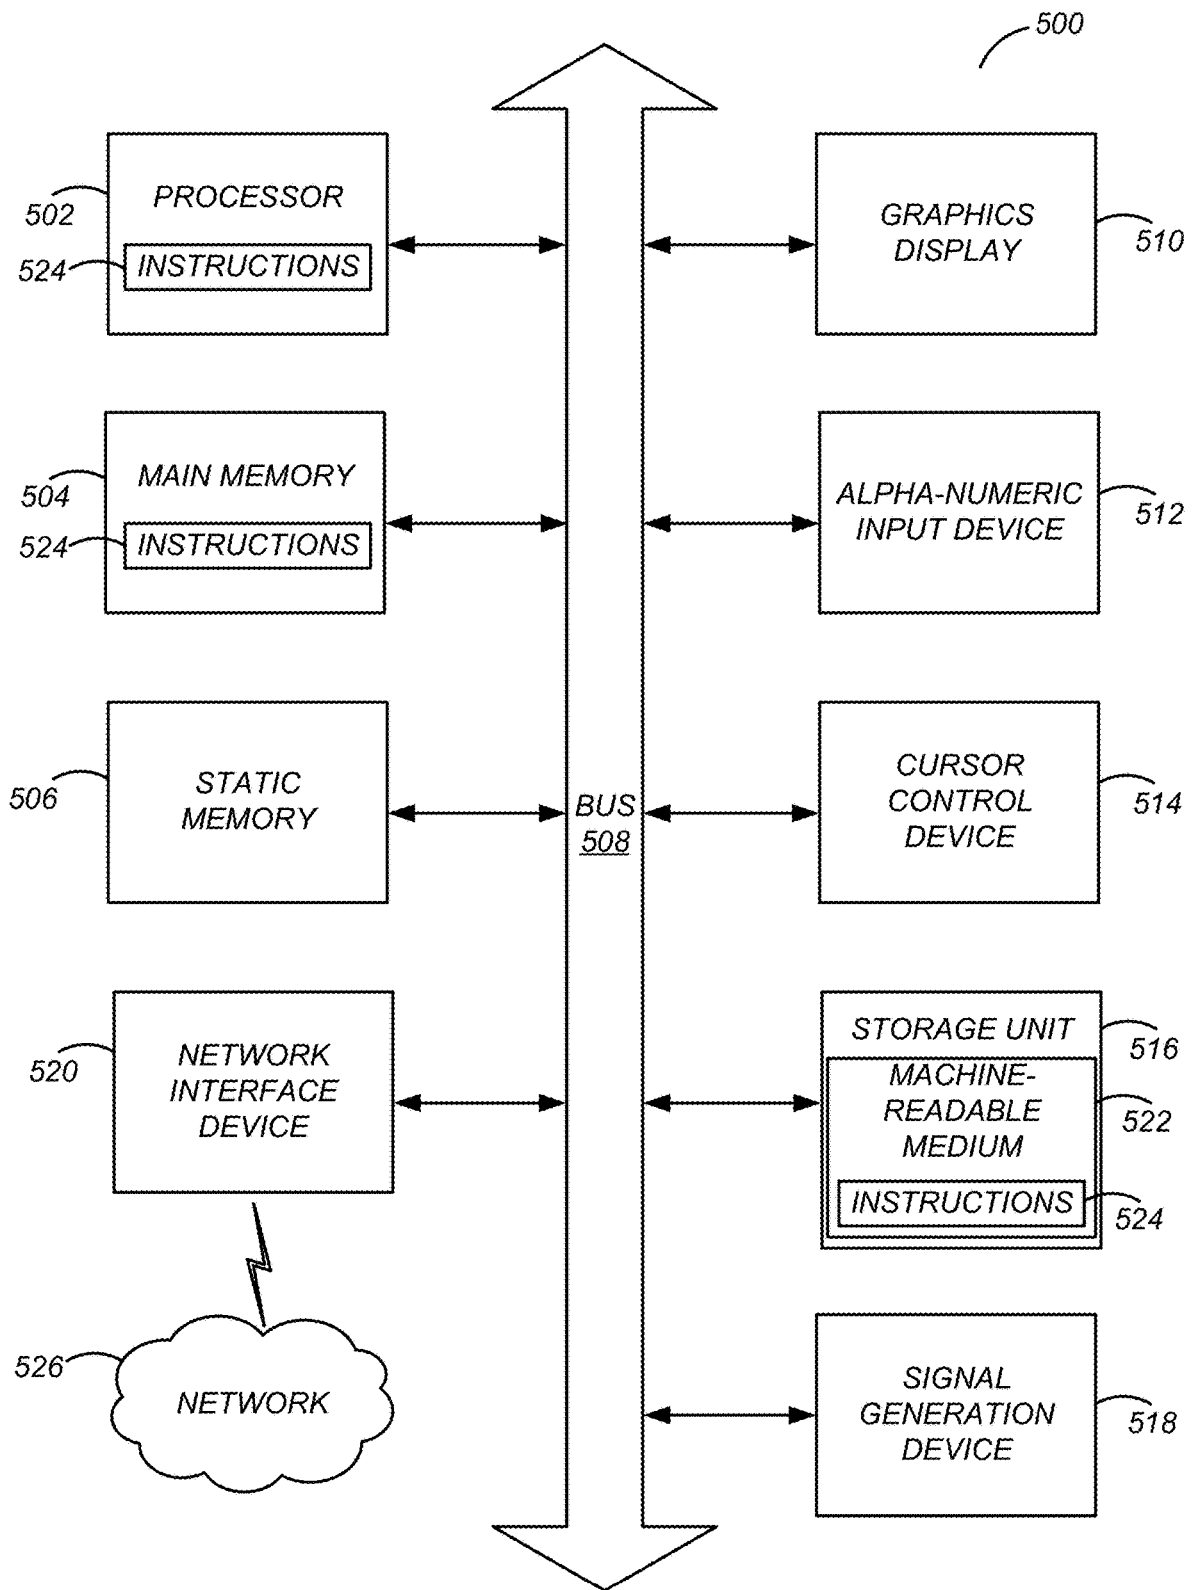 500
PROCESSOR
502
524
INSTRUCTIONS
GRAPHICS
DISPLAY
510
MAIN MEMORY
504
524
INSTRUCTIONS
ALPHA-NUMERIC
INPUT DEVICE
512
STATIC
MEMORY
506
BUS
508
CURSOR
CONTROL
DEVICE
514
NETWORK
INTERFACE
DEVICE
520
STORAGE UNIT
516
MACHINE-
READABLE
MEDIUM
522
INSTRUCTIONS
524
526
NETWORK
SIGNAL
GENERATION
DEVICE
518